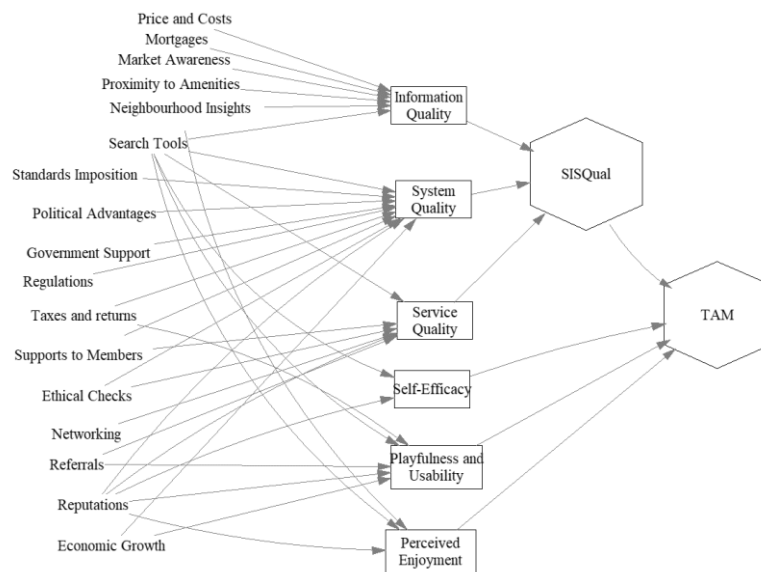 Price and Costs
Mortgages
Market Awareness
Proximity to Amenities
Neighbourhood Insights
Search Tools
Standards Imposition
Political Advantages
Government Support
Regulations
Taxes and returns
Supports to Members
Ethical Checks
Networking
Referrals
Reputations
Economic Growth
Information
Quality
System
Quality
Service
Quality
Self-Efficacy
Playfulness and
Usability
Perceived
Enjoyment
SISQual
TAM